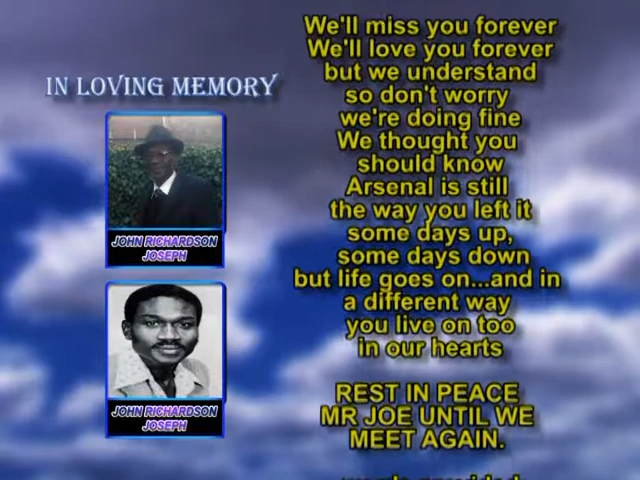 IN LOVING MEMORY
JOHN RICHARDSON
JOSEPH
JOHN RICHARDSON
JOSEPH
We'll miss you forever
We'll love you forever
but we understand
so don't worry
we're doing fine
We thought you
should know
Arsenal is still
the way you left it
some days up,
some days down
but life goes on...and in
a different way
you live on too
in our hearts
REST IN PEACE
MR JOE UNTIL WE
MEET AGAIN.